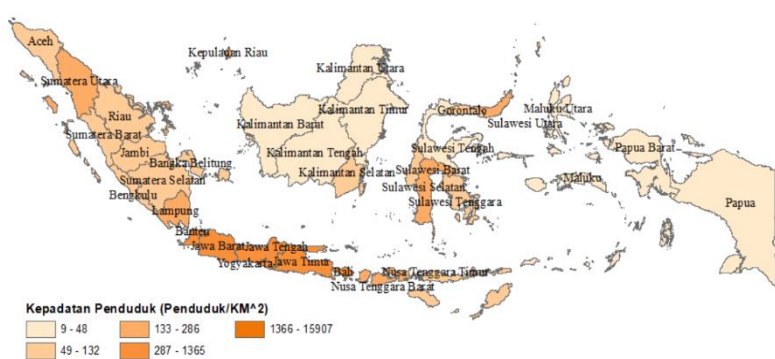 Aceh
Kepulauan Riau
Sumatera Utara
Kalimantan Utara
Riau
Kalimantan Timur
Gorontalo
Maluku Utara
Sulawesi Utara
Kalimantan Barat
Sumatera Barat
Jambi
Kalimantan Tengah
Sulawesi Tengah
Papua Barat
Bangka Belitung
Kalimantan Selatan
Sulawesi Barat
Maluku
Sumatera Selatan
Sulawesi Selatan
Bengkulu
Sulawesi Tenggara
Papua
Lampung
Banten
Jawa Barat
Jawa Tengah
Yogyakarta
Jawa Timur
Bali
Nusa Tenggara Timur
Nusa Tenggara Barat
Kepadatan Penduduk (Penduduk/KM^2)
9 - 48
133 - 286
1366 - 15907
49 - 132
287 - 1365